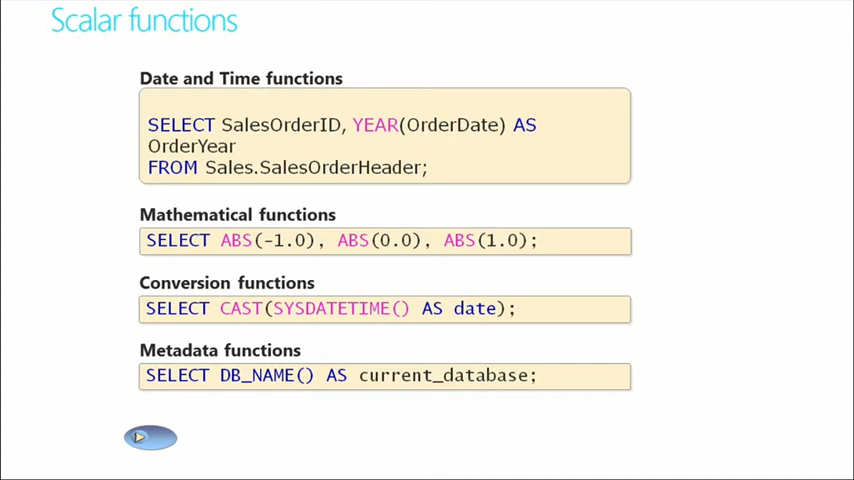 Scalar functions
Date and Time functions
SELECT SalesOrderID, YEAR(OrderDate) AS
OrderYear
FROM Sales.SalesOrderHeader;
Mathematical functions
SELECT ABS(-1.0), ABS(0.0), ABS(1.0);
Conversion functions
SELECT CAST(SYSDATETIME() AS date);
Metadata functions
SELECT DB_NAME() AS current_database;